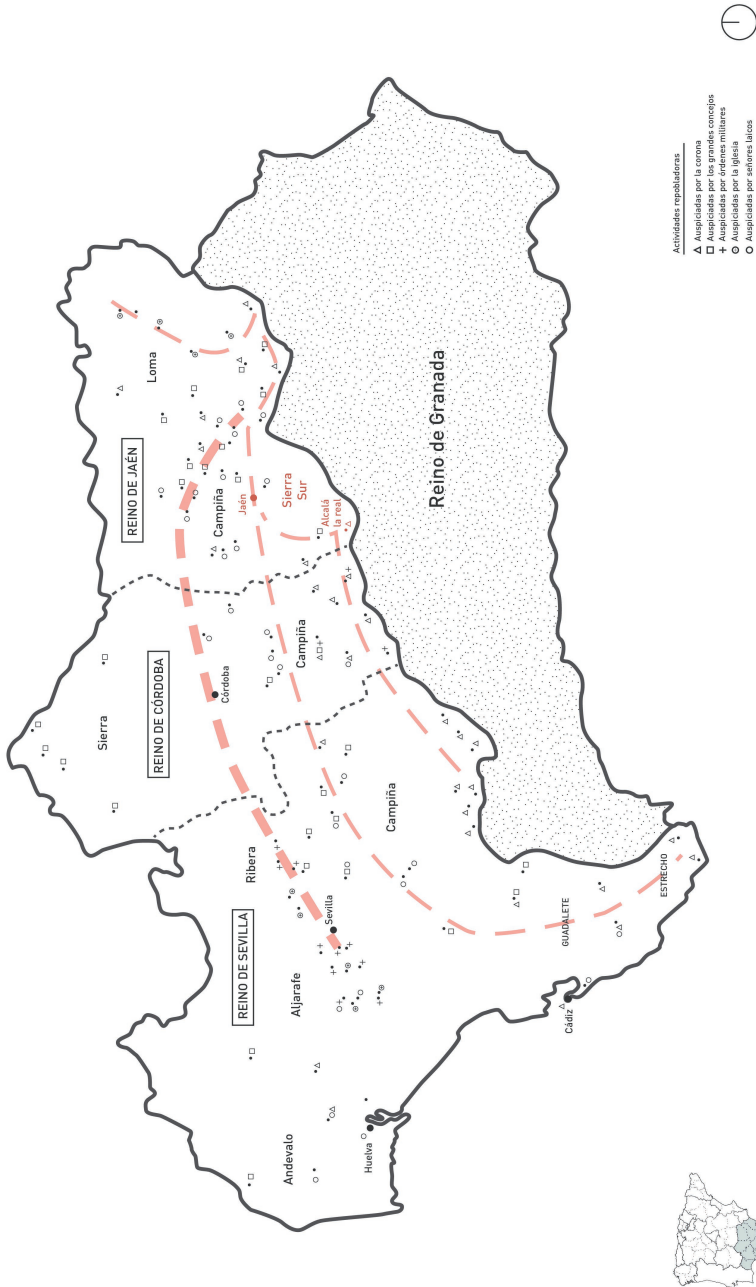 Sierra
REINO DE CÓRDOBA
REINO DE JAÉN
Loma
Campiña
Jaén
Sierra
Sur
Alcalá
la real
Córdoba
Campiña
REINO DE SEVILLA
Ribera
Sevilla
Aljarafe
Andevalo
Huelva
Campiña
GUADALETE
ESTRECHO
Cádiz
Reino de Granada
Actividades repobladoras
Auspiciadas por la corona
Auspiciadas por los grandes concejos
Auspiciadas por órdenes militares
Auspiciadas por la iglesia
Auspiciadas por señores laicos